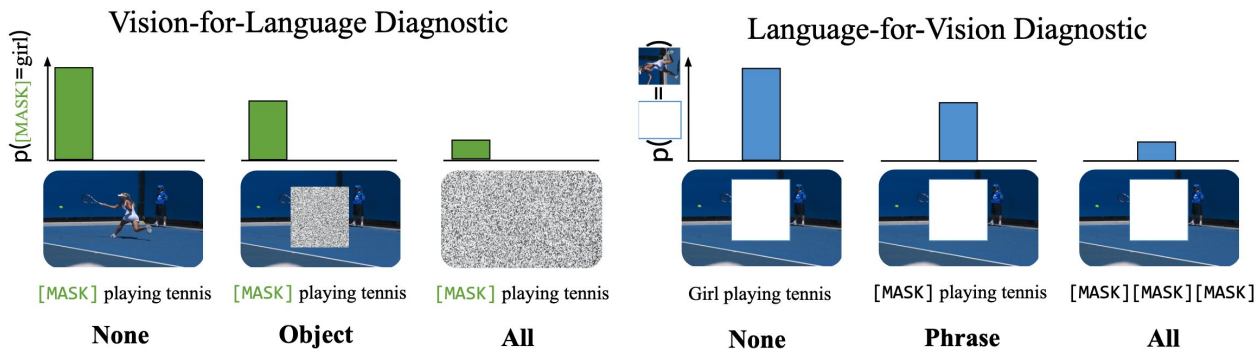 Vision-for-Language Diagnostic
p([MASK]=girl)
[MASK] playing tennis
[MASK] playing tennis
[MASK] playing tennis
None
Object
All
Language-for-Vision Diagnostic
p( = )
Girl playing tennis
[MASK] playing tennis
[MASK][MASK][MASK]
None
Phrase
All